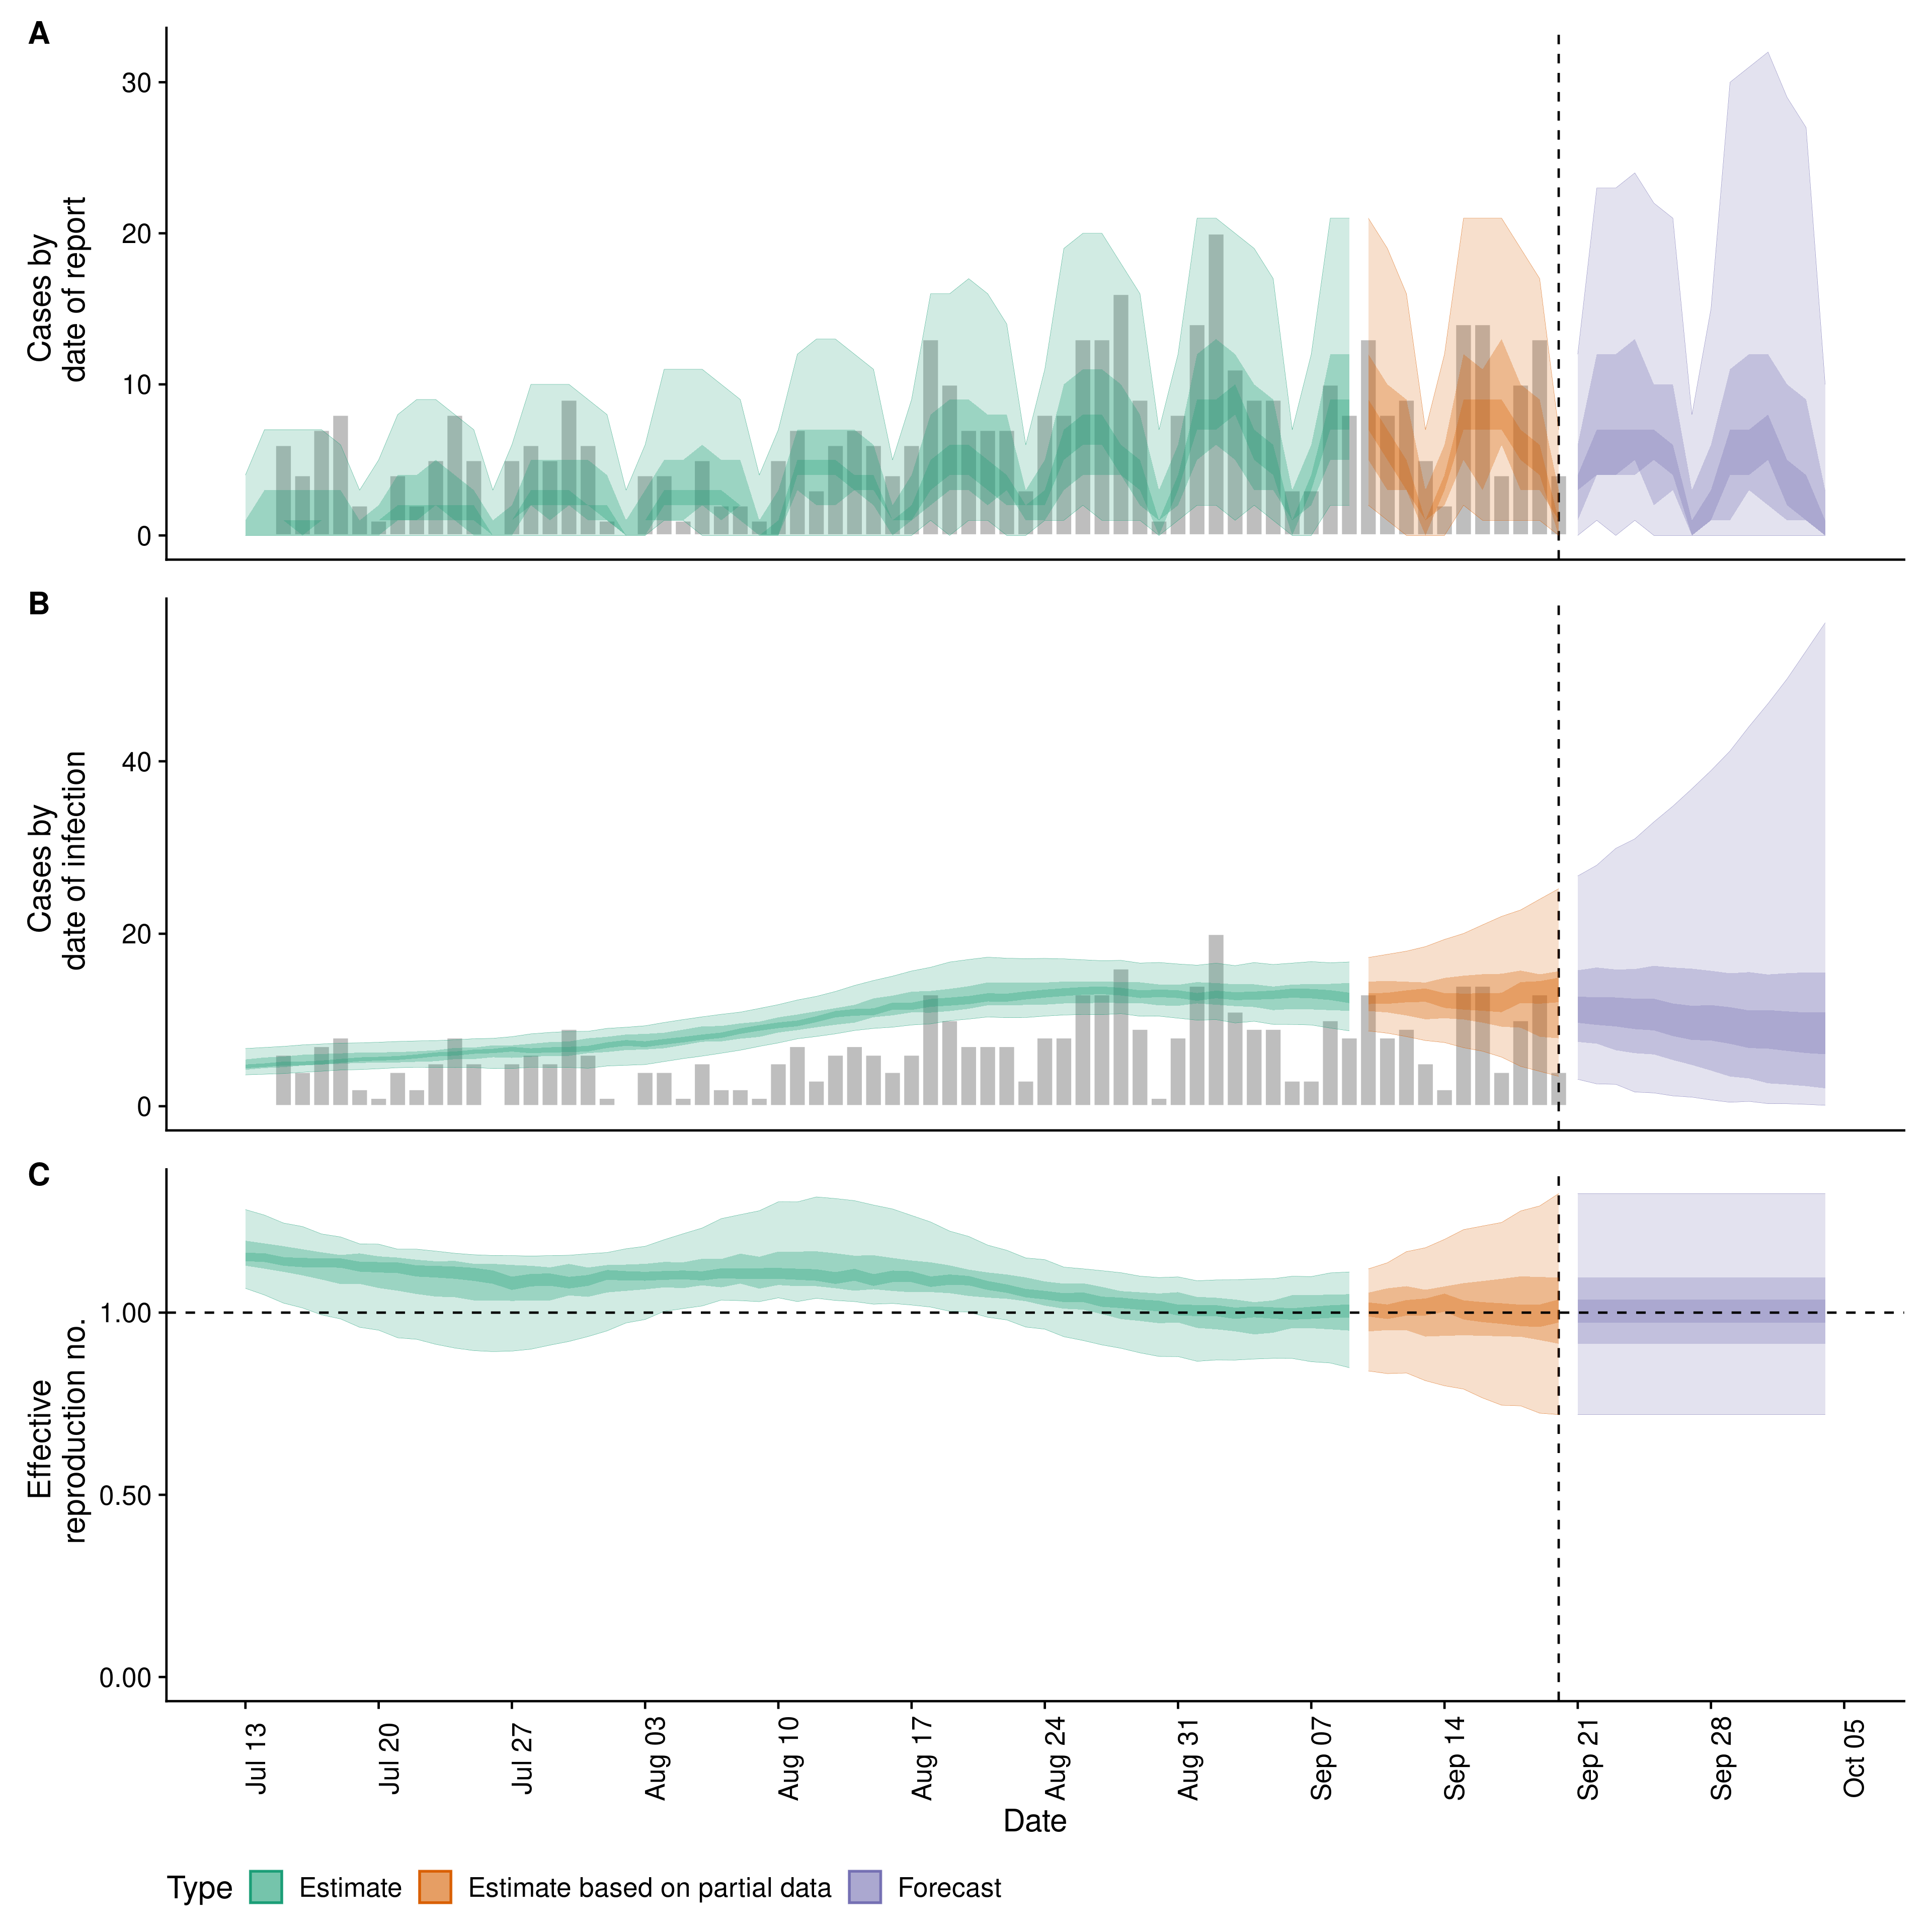 A
Cases by
date of report
30
20
10
0
B
Cases by
date of infection
40
20
0
C
Effective
reproduction no.
1.00
0.50
0.00
Jul 13
Jul 20
Jul 27
Aug 03
Aug 10
Aug 17
Aug 24
Aug 31
Sep 07
Sep 14
Sep 21
Sep 28
Oct 05
Date
Type Estimate Estimate based on partial data Forecast